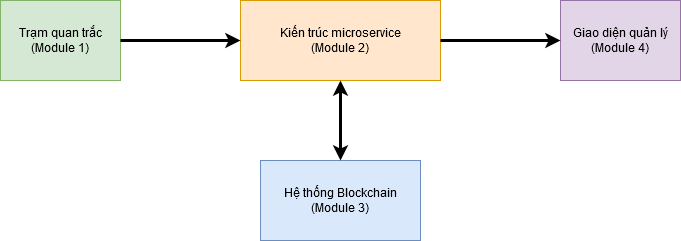 Trạm quan trắc
(Module 1)
Kiến trúc microservice
(Module 2)
Giao diện quản lý
(Module 4)
Hệ thống Blockchain
(Module 3)